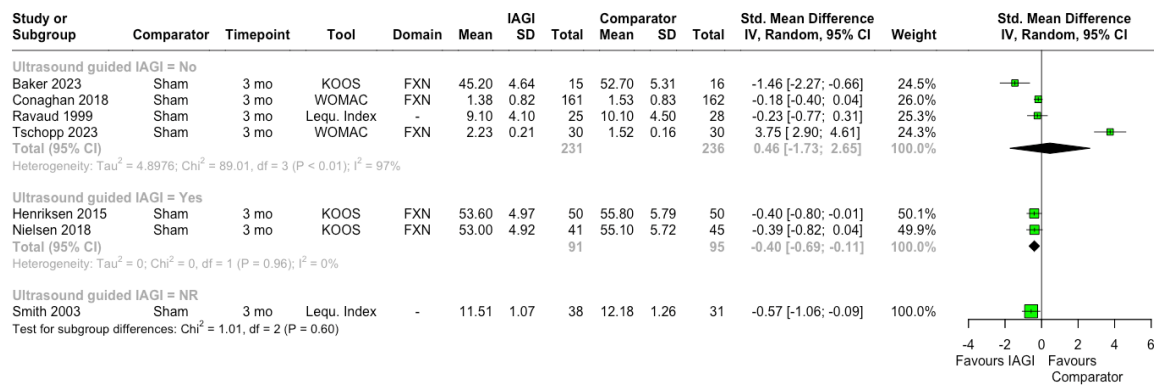 Study or IAGI Comparator Std. Mean Difference Std. Mean Difference
Subgroup Comparator Timepoint Tool Domain Mean SD Total Mean SD Total IV, Random, 95% CI Weight IV, Random, 95% CI
Ultrasound guided IAGI = No
Baker 2023 Sham 3 mo KOOS FXN 45.20 4.64 15 52.70 5.31 16 -1.46 [-2.27; -0.66] 24.5%
Conaghan 2018 Sham 3 mo WOMAC FXN 1.38 0.82 161 1.53 0.83 162 -0.18 [-0.40; 0.04] 26.0%
Ravaud 1999 Sham 3 mo Lequ. Index - 9.10 4.10 25 10.10 4.50 28 -0.23 [-0.77; 0.31] 25.3%
Tschopp 2023 Sham 3 mo WOMAC FXN 2.23 0.21 30 1.52 0.16 30 3.75 [ 2.90; 4.61] 24.3%
Total (95% CI) 231 236 0.46 [-1.73; 2.65] 100.0%
Heterogeneity: Tau² = 4.8976; Chi² = 89.01, df = 3 (P < 0.01); I² = 97%
Ultrasound guided IAGI = Yes
Henriksen 2015 Sham 3 mo KOOS FXN 53.60 4.97 50 55.80 5.79 50 -0.40 [-0.80; -0.01] 50.1%
Nielsen 2018 Sham 3 mo KOOS FXN 53.00 4.92 41 55.10 5.72 45 -0.39 [-0.82; 0.04] 49.9%
Total (95% CI) 91 95 -0.40 [-0.69; -0.11] 100.0%
Heterogeneity: Tau² = 0; Chi² = 0, df = 1 (P = 0.96); I² = 0%
Ultrasound guided IAGI = NR
Smith 2003 Sham 3 mo Lequ. Index - 11.51 1.07 38 12.18 1.26 31 -0.57 [-1.06; -0.09] 100.0%
Test for subgroup differences: Chi² = 1.01, df = 2 (P = 0.60)
-4 -2 0 2 4 6
Favours IAGI Favours
Comparator